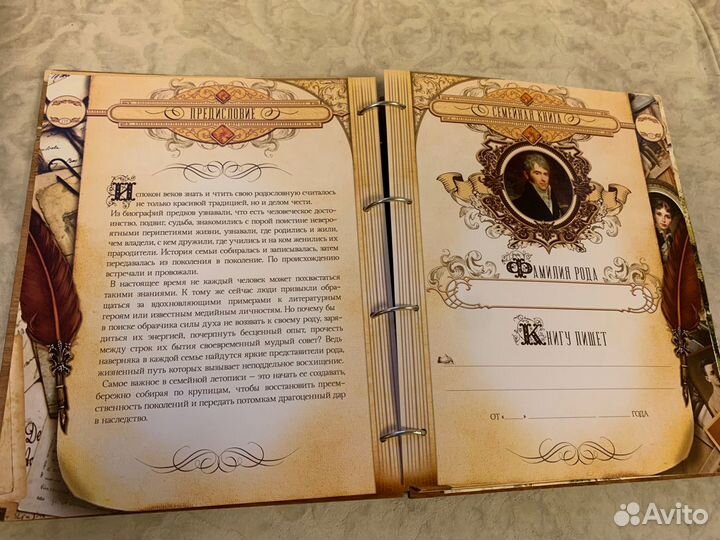 ПРЕДИСЛОВИЕ
Испокон веков знать и чтить свою родословную считалось
не только красивой традицией, но и делом чести.
Из биографий предков узнавали, что есть человеческое досто-
инство, подвиг, судьба, знакомились с порой поистине неверо-
ятными перипетиями жизни, узнавали, где родились и жили,
чем владели, с кем дружили, где учились и на ком женились их
прародители. История семьи собиралась и записывалась, затем
передавалась из поколения в поколение. По происхождению
встречали и провожали.
В настоящее время не каждый человек может похвастаться
такими знаниями. К тому же сейчас люди привыкли обра-
щаться за вдохновляющими примерами к литературным
героям или известным медийным личностям. Но почему бы
в поиске образчика силы духа не воззвать к своему роду, заря-
диться их энергией, почерпнуть бесценный опыт, прочесть
между строк их бытия своевременный мудрый совет? Ведь
наверняка в каждой семье найдутся яркие представители рода,
жизненный путь которых вызывает неподдельное восхищение.
Самое важное в семейной летописи – это начать ее создавать,
бережно собирая по крупицам, чтобы восстановить преем-
ственность поколений и передать потомкам драгоценный дар
в наследство.
СЕМЕЙНАЯ КНИГА
ФАМИЛИЯ РОДА
КНИГУ ПИШЕТ
ОТ « » ГОДА
Avito